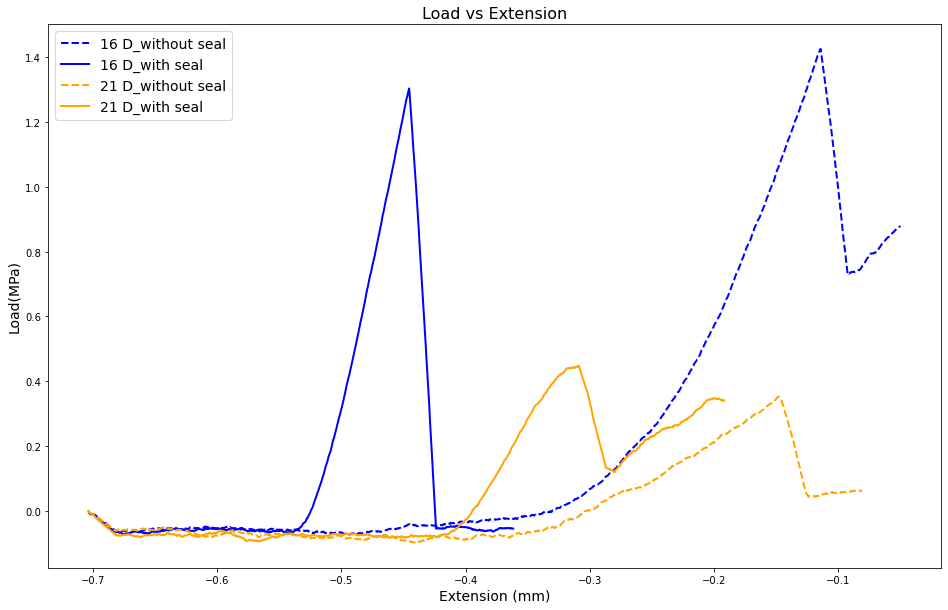 Load vs Extension
16 D_without seal
16 D_with seal
21 D_without seal
21 D_with seal
Load(MPa)
1.4
1.2
1.0
0.8
0.6
0.4
0.2
0.0
−0.7 −0.6 −0.5 −0.4 −0.3 −0.2 −0.1
Extension (mm)